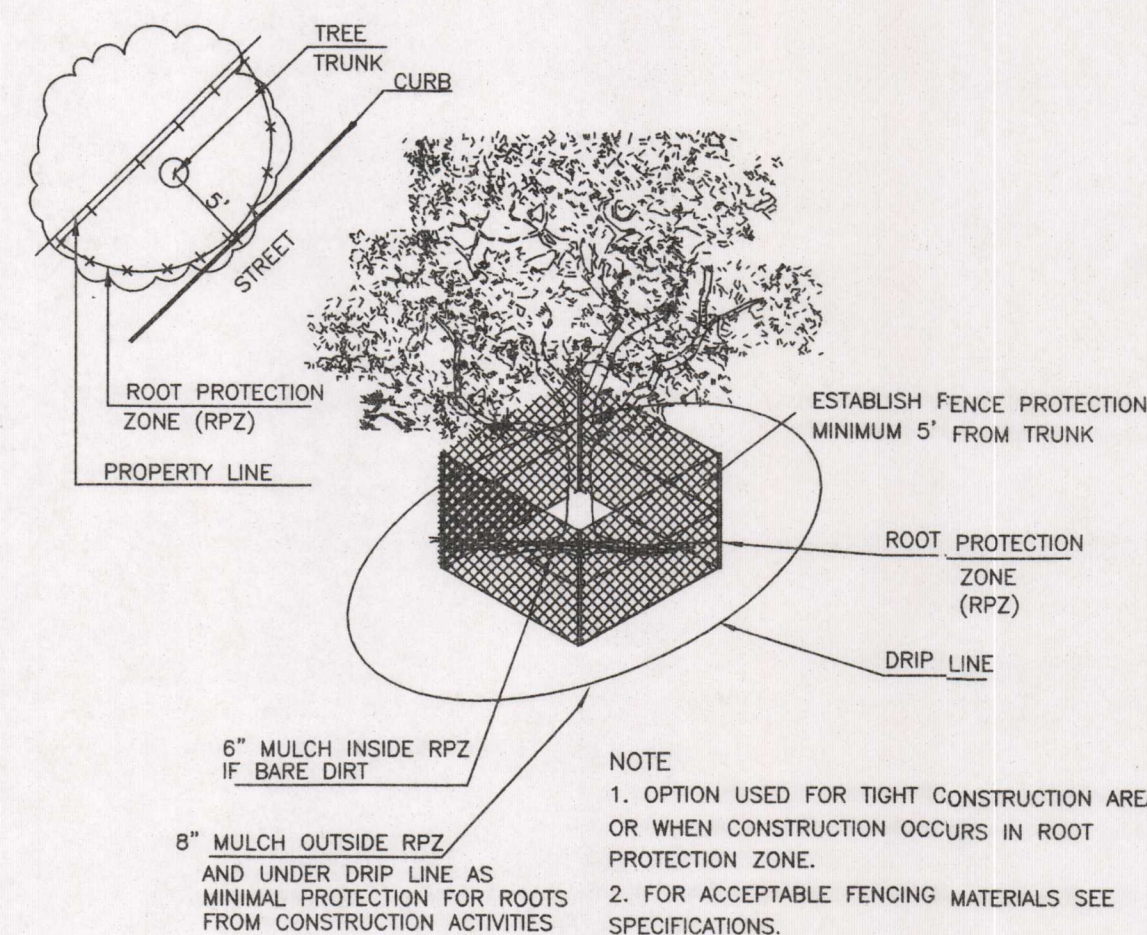 TREE
TRUNK
CURB
5'
STREET
ROOT PROTECTION
ZONE (RPZ)
PROPERTY LINE
ESTABLISH FENCE PROTECTION
MINIMUM 5' FROM TRUNK
ROOT PROTECTION
ZONE
(RPZ)
DRIP LINE
6" MULCH INSIDE RPZ
IF BARE DIRT
8" MULCH OUTSIDE RPZ
AND UNDER DRIP LINE AS
MINIMAL PROTECTION FOR ROOTS
FROM CONSTRUCTION ACTIVITIES
NOTE
1. OPTION USED FOR TIGHT CONSTRUCTION ARE
OR WHEN CONSTRUCTION OCCURS IN ROOT
PROTECTION ZONE.
2. FOR ACCEPTABLE FENCING MATERIALS SEE
SPECIFICATIONS.